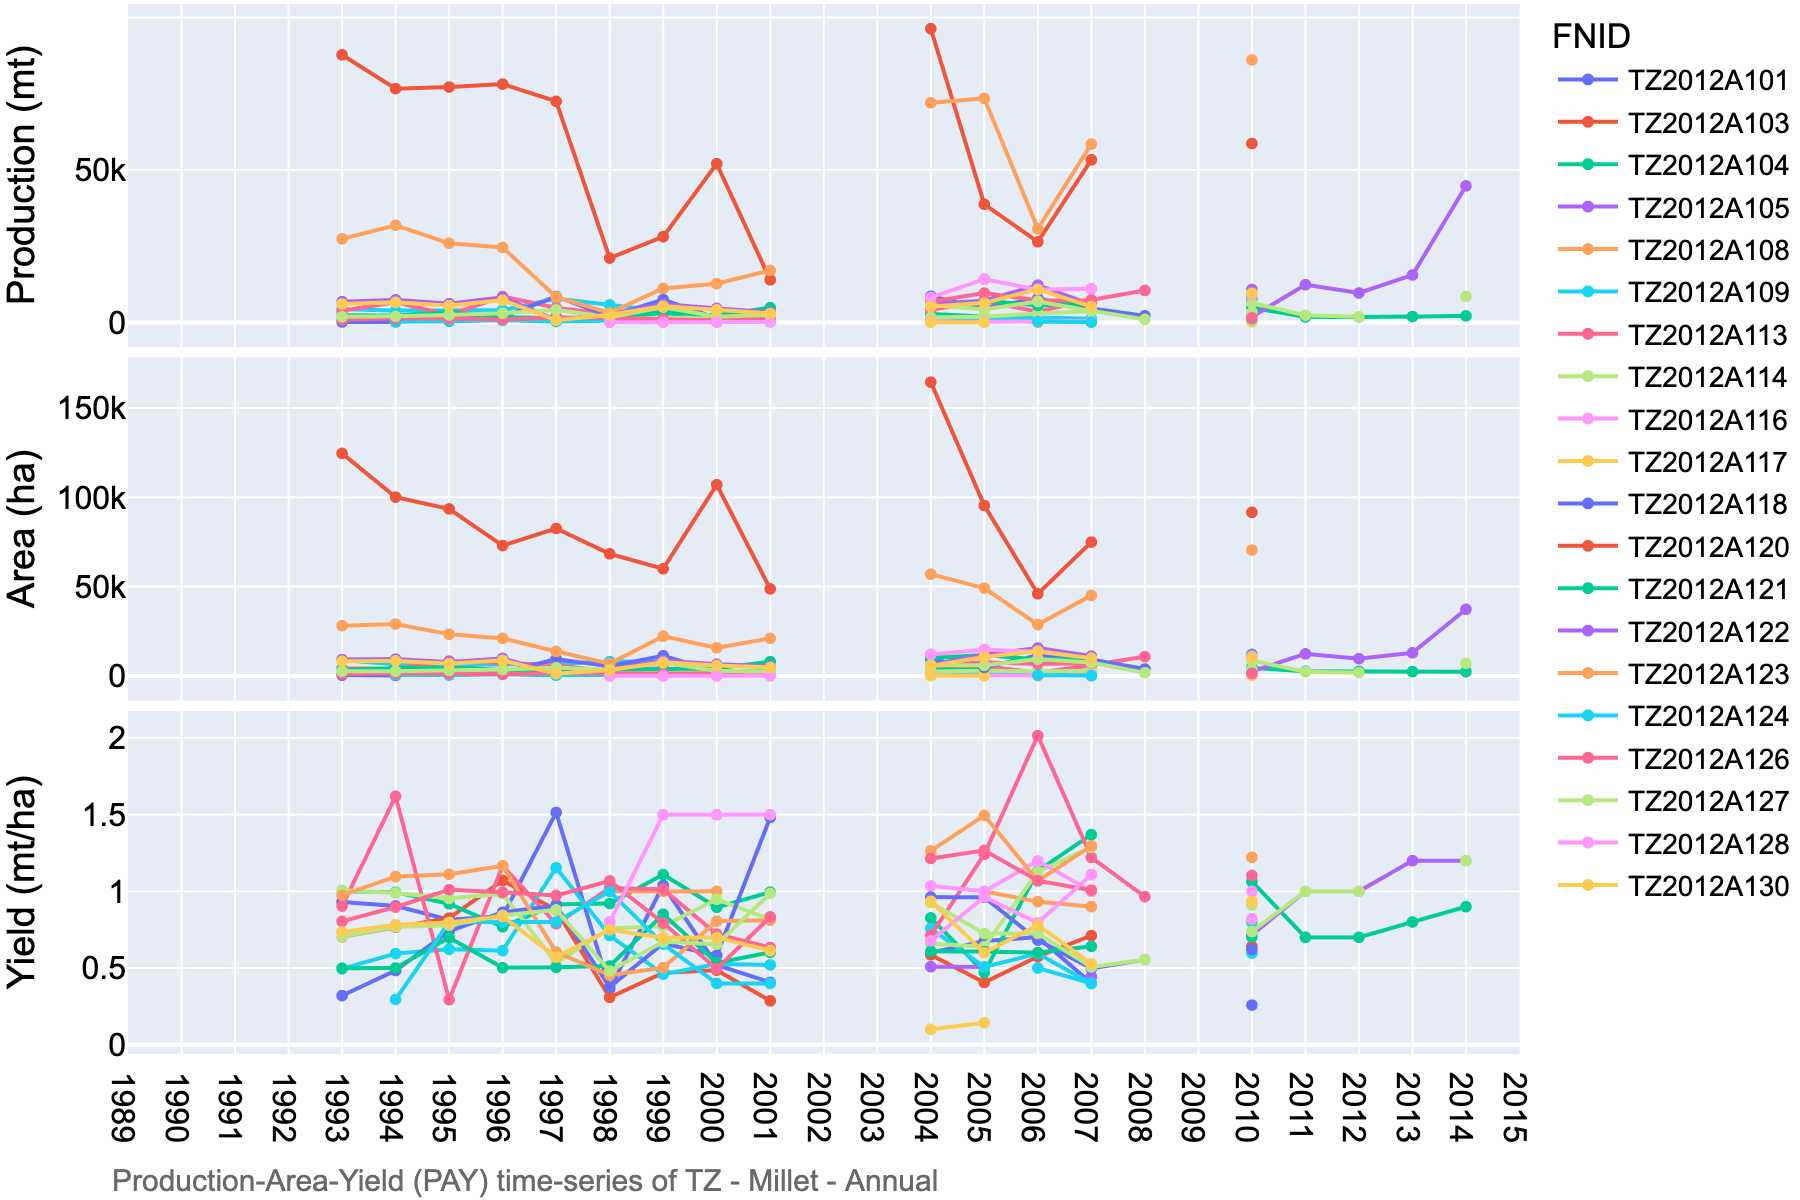 Production (mt)
50k
0
Area (ha)
150k
100k
50k
0
Yield (mt/ha)
2
1.5
1
0.5
0
1989
1990
1991
1992
1993
1994
1995
1996
1997
1998
1999
2000
2001
2002
2003
2004
2005
2006
2007
2008
2009
2010
2011
2012
2013
2014
2015
Production-Area-Yield (PAY) time-series of TZ - Millet - Annual
FNID
TZ2012A101
TZ2012A103
TZ2012A104
TZ2012A105
TZ2012A108
TZ2012A109
TZ2012A113
TZ2012A114
TZ2012A116
TZ2012A117
TZ2012A118
TZ2012A120
TZ2012A121
TZ2012A122
TZ2012A123
TZ2012A124
TZ2012A126
TZ2012A127
TZ2012A128
TZ2012A130